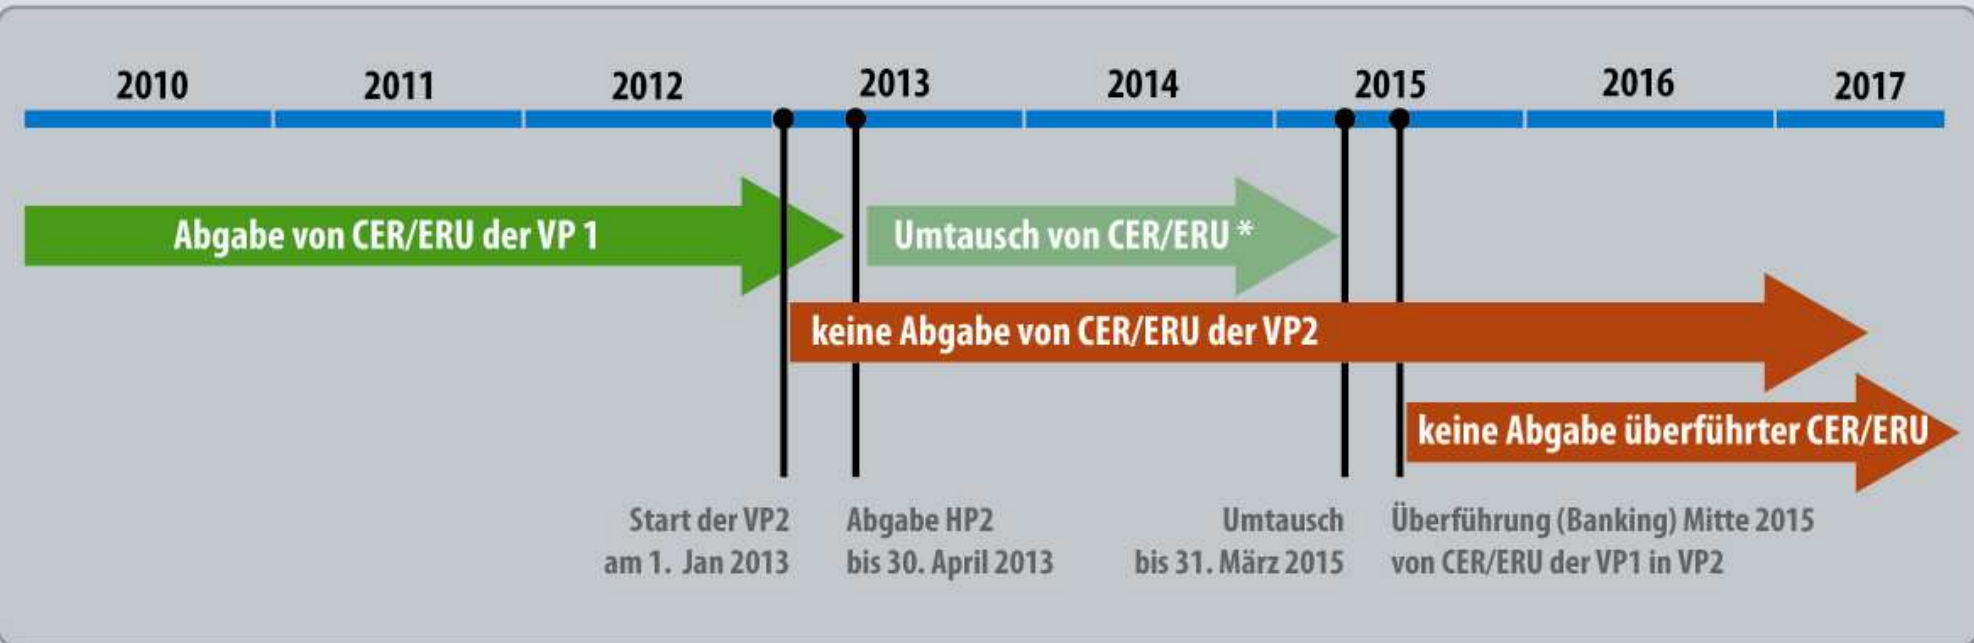 2010 2011 2012 2013 2014 2015 2016 2017
Abgabe von CER/ERU der VP 1
Umtausch von CER/ERU *
keine Abgabe von CER/ERU der VP2
keine Abgabe überführter CER/ERU
Start der VP2
am 1. Jan 2013
Abgabe HP2
bis 30. April 2013
Umtausch
bis 31. März 2015
Überführung (Banking) Mitte 2015
von CER/ERU der VP1 in VP2